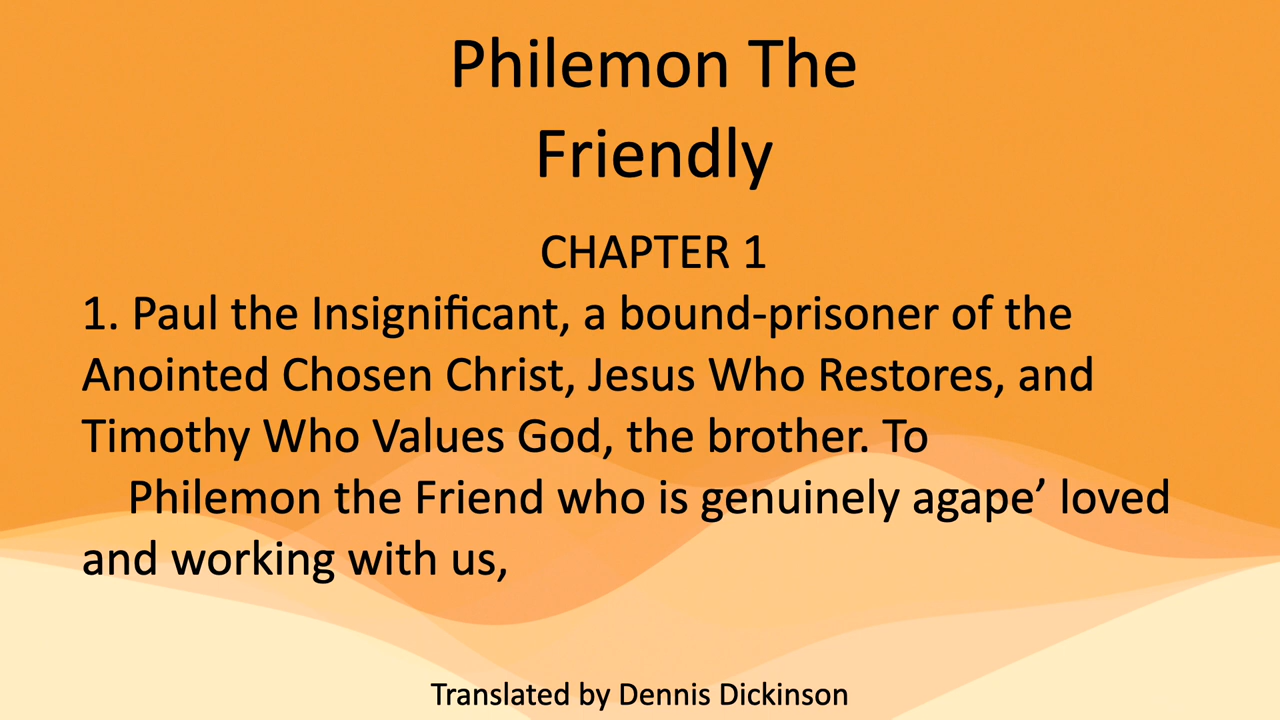 Philemon The
Friendly
CHAPTER 1
1. Paul the Insignificant, a bound-prisoner of the
Anointed Chosen Christ, Jesus Who Restores, and
Timothy Who Values God, the brother. To
Philemon the Friend who is genuinely agape’ loved
and working with us,
Translated by Dennis Dickinson